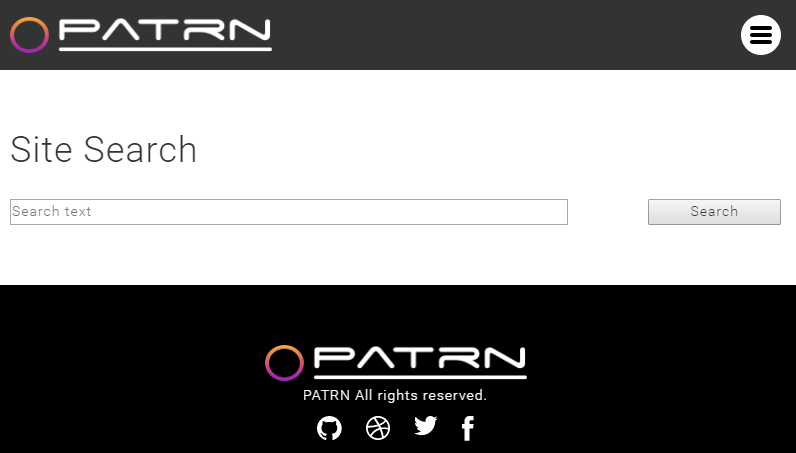 PATRN
Site Search
Search text
Search
PATRN
PATRN All rights reserved.